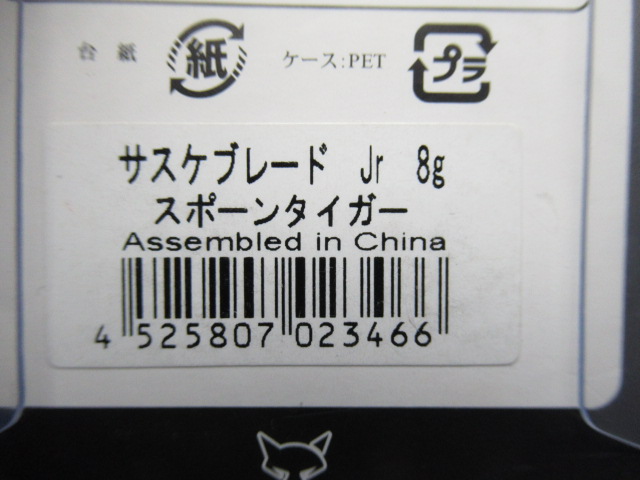 台紙 紙 ケース:PET プラ
サスケブレード Jr 8g
スポーンタイガー
Assembled in China
4 525807 023466